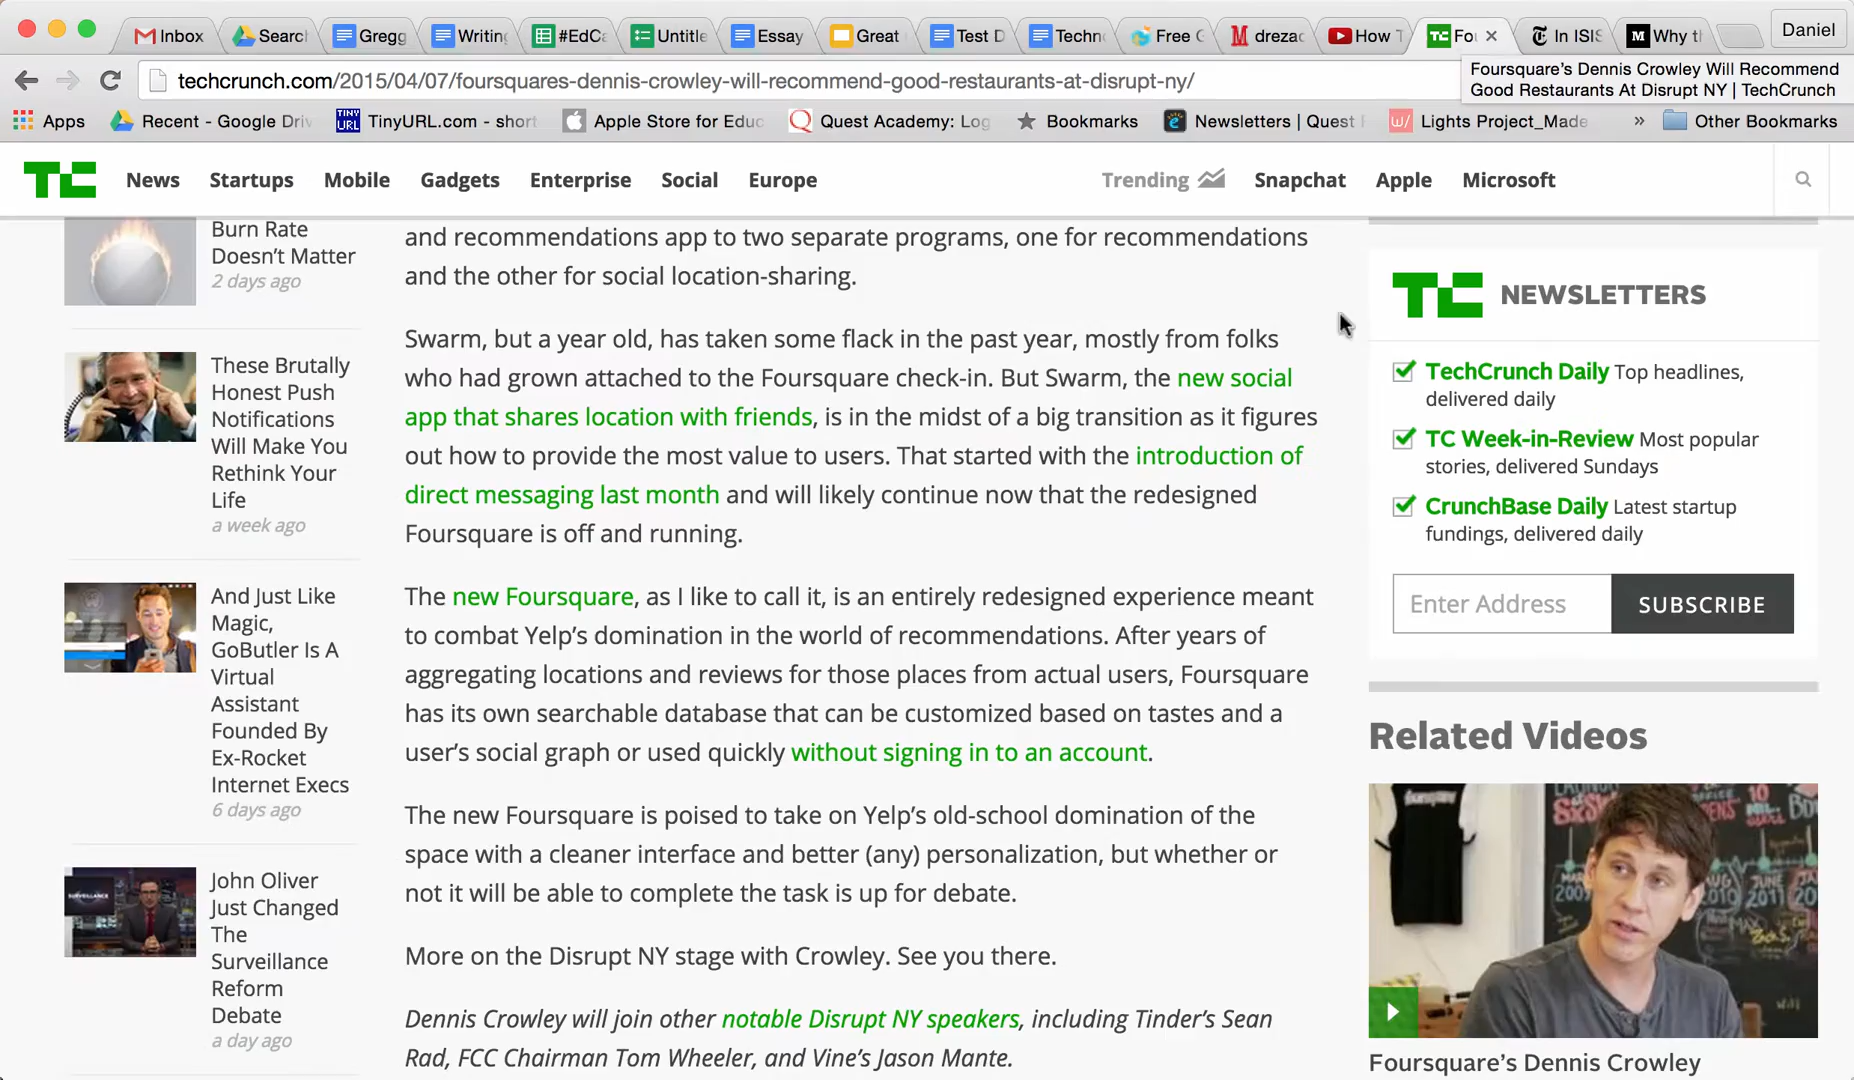 Inbox
Searc
Gregg
Writing
#EdCa
Untitle
Essay
Great
Test D
Techn
Free
drezac
How T
Fo
In ISIS
Why th
Daniel
techcrunch.com/2015/04/07/foursquares-dennis-crowley-will-recommend-good-restaurants-at-disrupt-ny/
Foursquare's Dennis Crowley Will Recommend
Good Restaurants At Disrupt NY | TechCrunch
Apps
Recent - Google Driv
TINY
URL
TinyURL.com - short
Apple Store for Educ
Quest Academy: Log
Bookmarks
Newsletters | Quest
Lights Project_Made
»
Other Bookmarks
TC
News
Startups
Mobile
Gadgets
Enterprise
Social
Europe
Trending
Snapchat
Apple
Microsoft
Burn Rate
Doesn't Matter
2 days ago
These Brutally
Honest Push
Notifications
Will Make You
Rethink Your
Life
a week ago
And Just Like
Magic,
GoButler Is A
Virtual
Assistant
Founded By
Ex-Rocket
Internet Execs
6 days ago
John Oliver
Just Changed
The
Surveillance
Reform
Debate
a day ago
and recommendations app to two separate programs, one for recommendations
and the other for social location-sharing.
Swarm, but a year old, has taken some flack in the past year, mostly from folks
who had grown attached to the Foursquare check-in. But Swarm, the new social
app that shares location with friends, is in the midst of a big transition as it figures
out how to provide the most value to users. That started with the introduction of
direct messaging last month and will likely continue now that the redesigned
Foursquare is off and running.
The new Foursquare, as I like to call it, is an entirely redesigned experience meant
to combat Yelp's domination in the world of recommendations. After years of
aggregating locations and reviews for those places from actual users, Foursquare
has its own searchable database that can be customized based on tastes and a
user's social graph or used quickly without signing in to an account.
The new Foursquare is poised to take on Yelp's old-school domination of the
space with a cleaner interface and better (any) personalization, but whether or
not it will be able to complete the task is up for debate.
More on the Disrupt NY stage with Crowley. See you there.
Dennis Crowley will join other notable Disrupt NY speakers, including Tinder's Sean
Rad, FCC Chairman Tom Wheeler, and Vine's Jason Mante.
TC NEWSLETTERS
TechCrunch Daily Top headlines,
delivered daily
TC Week-in-Review Most popular
stories, delivered Sundays
CrunchBase Daily Latest startup
fundings, delivered daily
Enter Address
SUBSCRIBE
Related Videos
Foursquare's Dennis Crowley